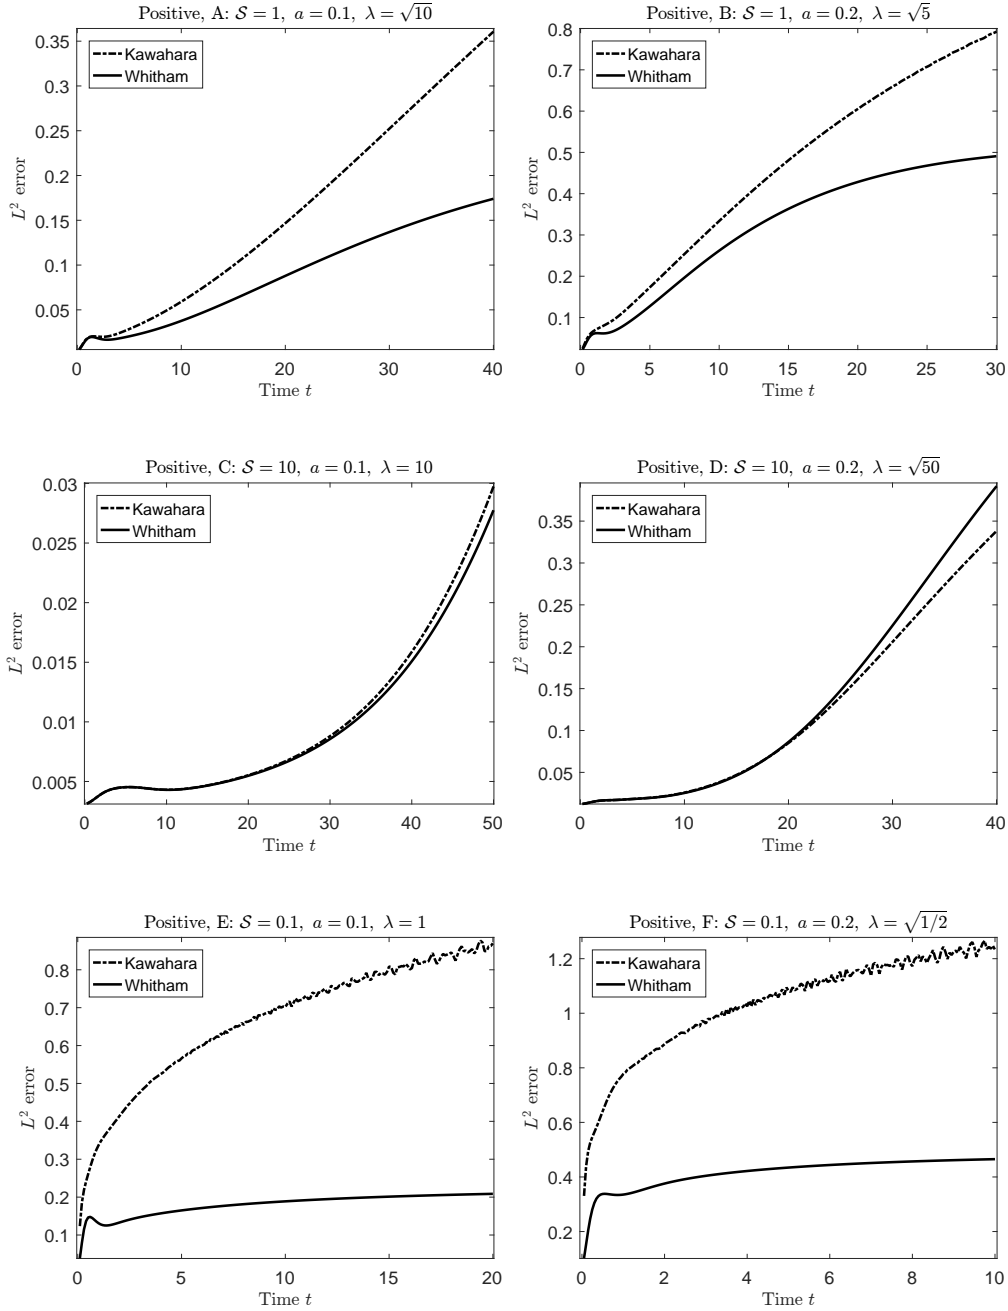 Positive, A: 𝒮 = 1, a = 0.1, λ = √10
0.35
0.3
0.25
0.2
0.15
0.1
0.05
L² error
Kawahara
Whitham
0 10 20 30 40
Time t
Positive, B: 𝒮 = 1, a = 0.2, λ = √5
0.8
0.7
0.6
0.5
0.4
0.3
0.2
0.1
L² error
Kawahara
Whitham
0 5 10 15 20 25 30
Time t
Positive, C: 𝒮 = 10, a = 0.1, λ = 10
0.03
0.025
0.02
0.015
0.01
0.005
L² error
Kawahara
Whitham
0 10 20 30 40 50
Time t
Positive, D: 𝒮 = 10, a = 0.2, λ = √50
0.35
0.3
0.25
0.2
0.15
0.1
0.05
L² error
Kawahara
Whitham
0 10 20 30 40
Time t
Positive, E: 𝒮 = 0.1, a = 0.1, λ = 1
0.8
0.7
0.6
0.5
0.4
0.3
0.2
0.1
L² error
Kawahara
Whitham
0 5 10 15 20
Time t
Positive, F: 𝒮 = 0.1, a = 0.2, λ = √1/2
1.2
1
0.8
0.6
0.4
0.2
L² error
Kawahara
Whitham
0 2 4 6 8 10
Time t